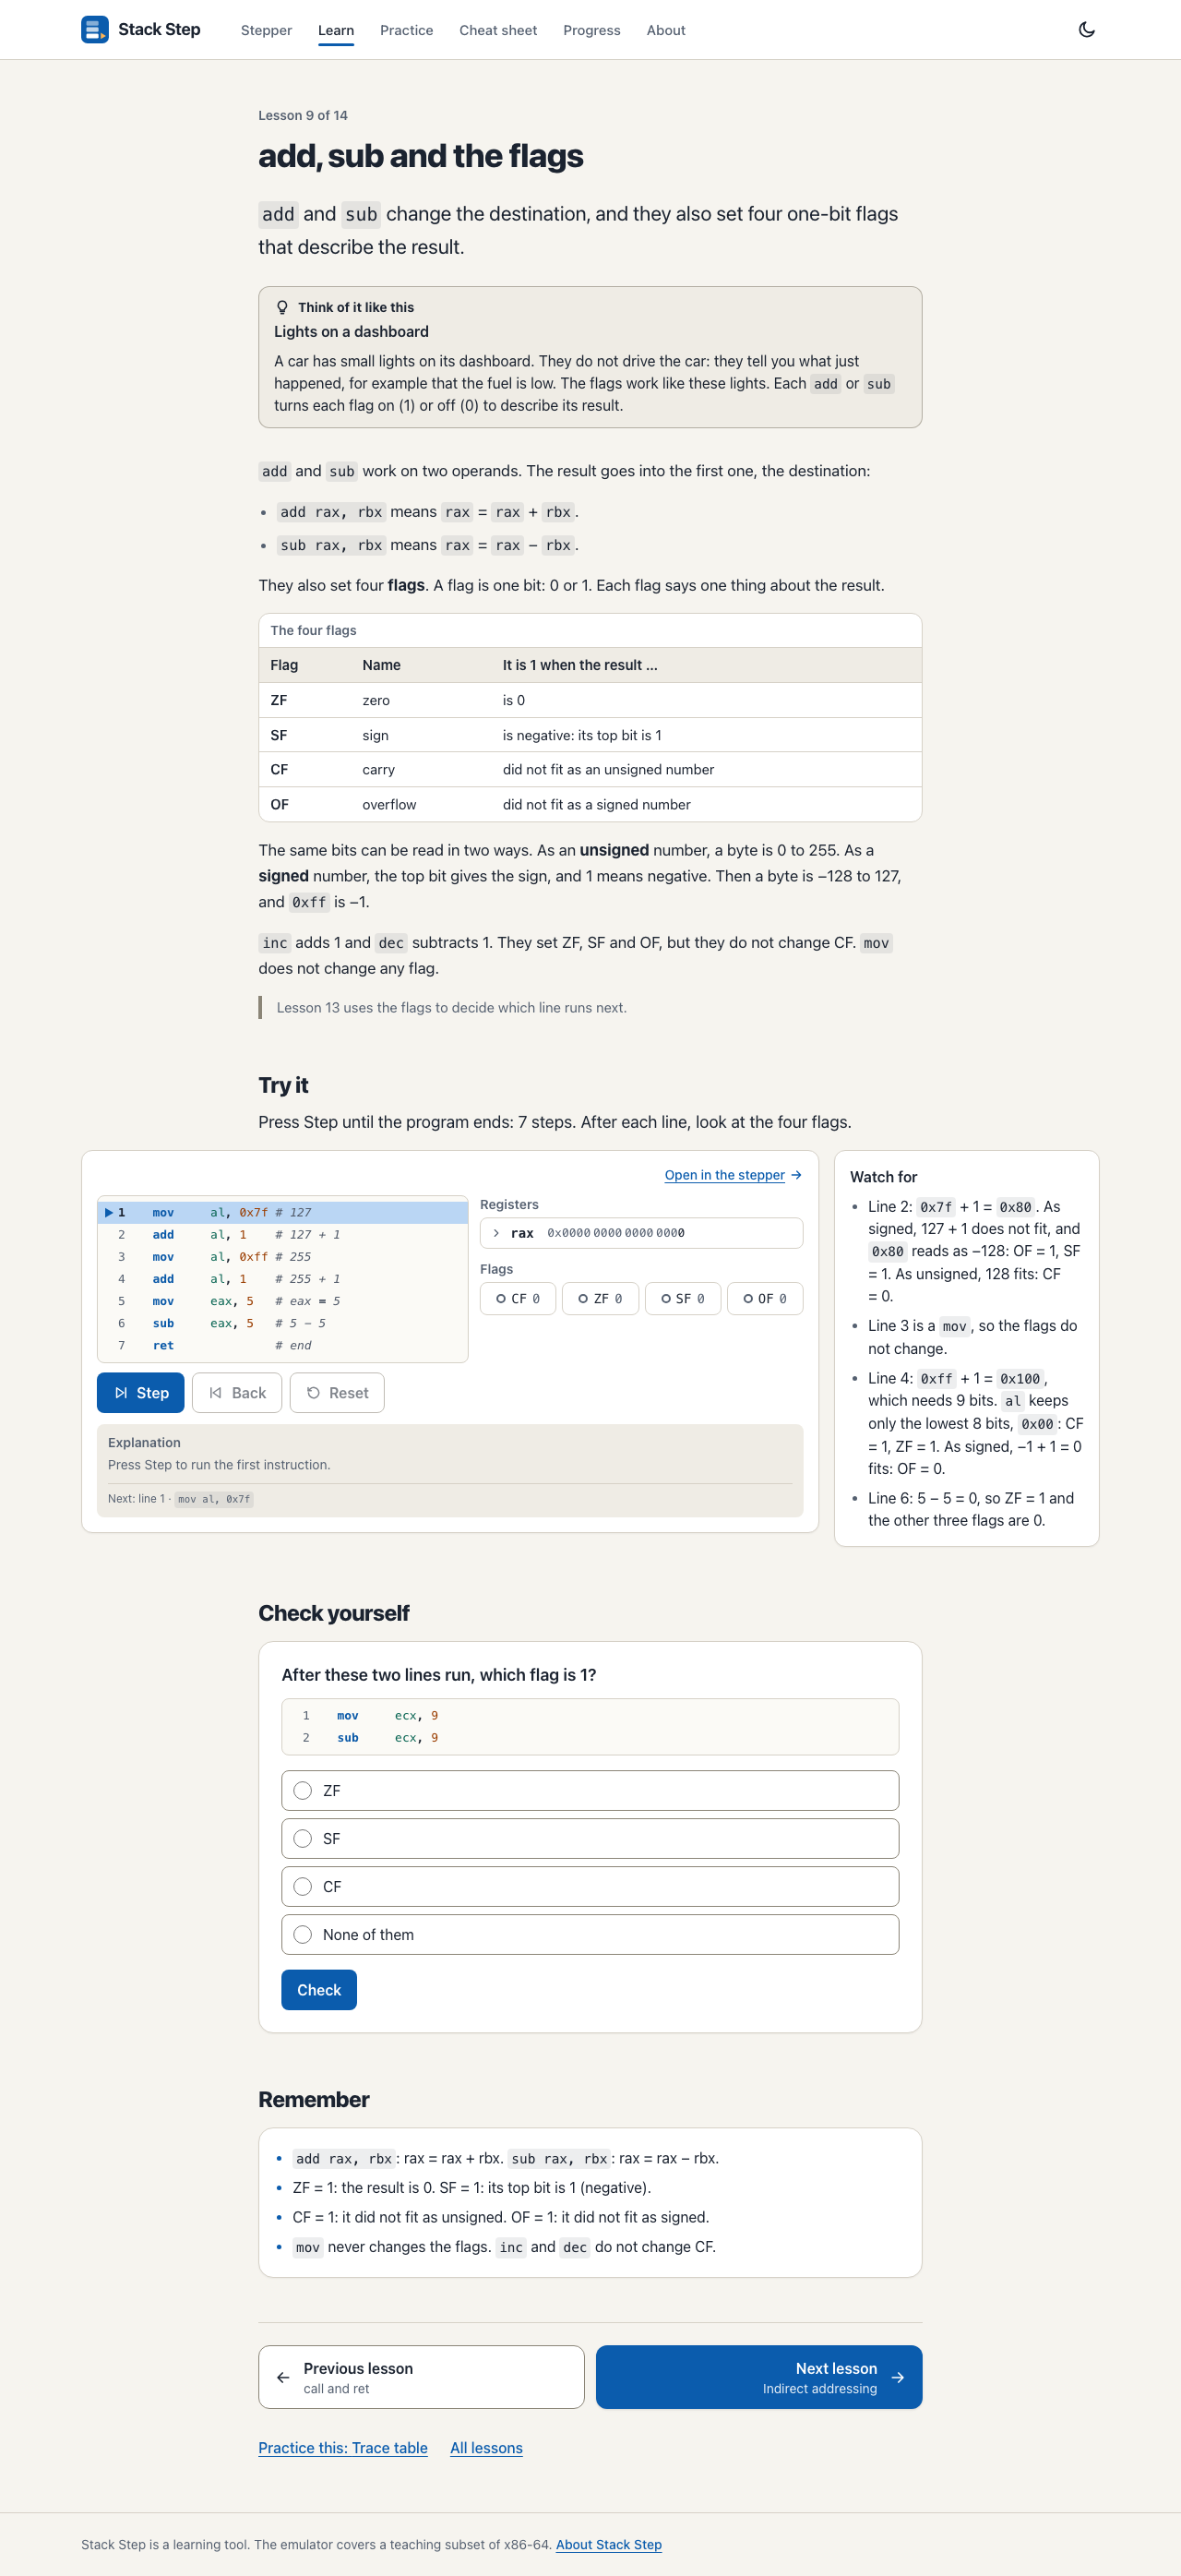 Stack Step
Stepper
Learn
Practice
Cheat sheet
Progress
About
Lesson 9 of 14
add, sub and the flags
add and sub change the destination, and they also set four one-bit flags
that describe the result.
Think of it like this
Lights on a dashboard
A car has small lights on its dashboard. They do not drive the car: they tell you what just
happened, for example that the fuel is low. The flags work like these lights. Each add or sub
turns each flag on (1) or off (0) to describe its result.
add and sub work on two operands. The result goes into the first one, the destination:
• add rax, rbx means rax = rax + rbx.
• sub rax, rbx means rax = rax − rbx.
They also set four flags. A flag is one bit: 0 or 1. Each flag says one thing about the result.
The four flags
Flag Name It is 1 when the result ...
ZF zero is 0
SF sign is negative: its top bit is 1
CF carry did not fit as an unsigned number
OF overflow did not fit as a signed number
The same bits can be read in two ways. As an unsigned number, a byte is 0 to 255. As a
signed number, the top bit gives the sign, and 1 means negative. Then a byte is −128 to 127,
and 0xff is −1.
inc adds 1 and dec subtracts 1. They set ZF, SF and OF, but they do not change CF. mov
does not change any flag.
Lesson 13 uses the flags to decide which line runs next.
Try it
Press Step until the program ends: 7 steps. After each line, look at the four flags.
Open in the stepper →
1 mov al, 0x7f # 127
2 add al, 1 # 127 + 1
3 mov al, 0xff # 255
4 add al, 1 # 255 + 1
5 mov eax, 5 # eax = 5
6 sub eax, 5 # 5 − 5
7 ret # end
Registers
rax 0x0000 0000 0000 0000
Flags
CF 0
ZF 0
SF 0
OF 0
Step
Back
Reset
Explanation
Press Step to run the first instruction.
Next: line 1 · mov al, 0x7f
Watch for
• Line 2: 0x7f + 1 = 0x80. As
signed, 127 + 1 does not fit, and
0x80 reads as −128: OF = 1, SF
= 1. As unsigned, 128 fits: CF
= 0.
• Line 3 is a mov, so the flags do
not change.
• Line 4: 0xff + 1 = 0x100,
which needs 9 bits. al keeps
only the lowest 8 bits, 0x00: CF
= 1, ZF = 1. As signed, −1 + 1 = 0
fits: OF = 0.
• Line 6: 5 − 5 = 0, so ZF = 1 and
the other three flags are 0.
Check yourself
After these two lines run, which flag is 1?
1 mov ecx, 9
2 sub ecx, 9
ZF
SF
CF
None of them
Check
Remember
• add rax, rbx: rax = rax + rbx. sub rax, rbx: rax = rax − rbx.
• ZF = 1: the result is 0. SF = 1: its top bit is 1 (negative).
• CF = 1: it did not fit as unsigned. OF = 1: it did not fit as signed.
• mov never changes the flags. inc and dec do not change CF.
← Previous lesson
call and ret
Next lesson →
Indirect addressing
Practice this: Trace table
All lessons
Stack Step is a learning tool. The emulator covers a teaching subset of x86-64. About Stack Step